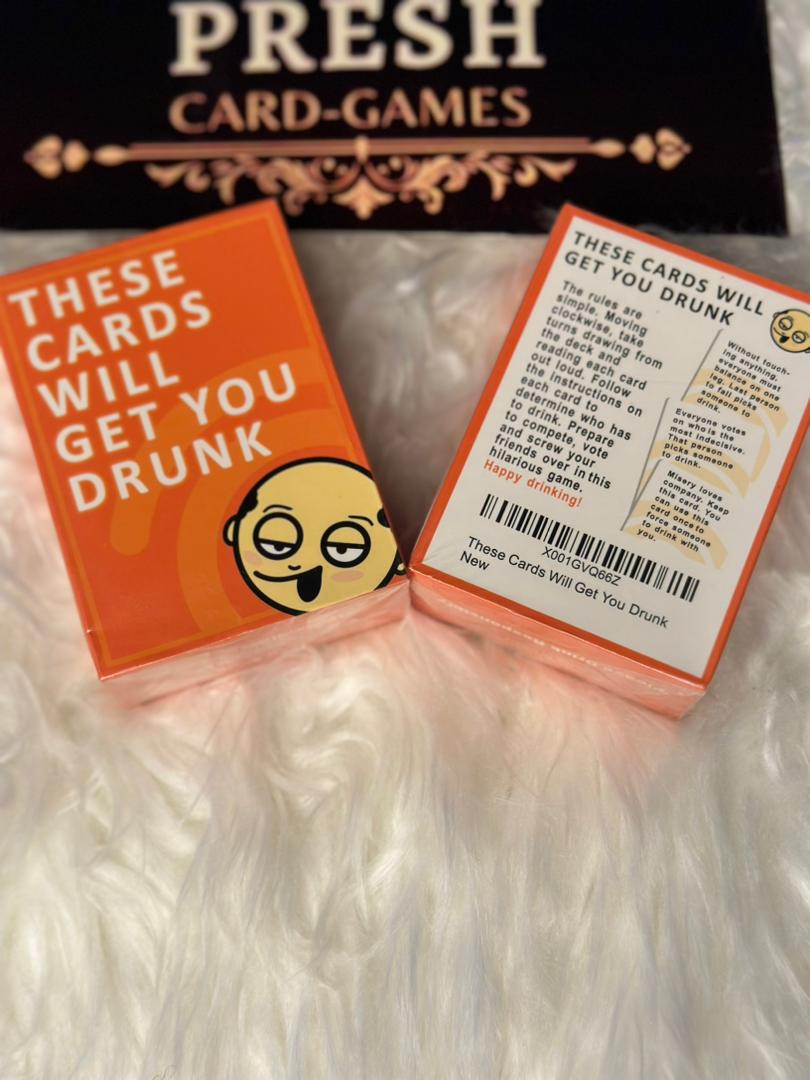 PRESH
CARD-GAMES
THESE
CARDS
WILL
GET YOU
DRUNK
THESE CARDS WILL
GET YOU DRUNK
The rules are
simple. Moving
clockwise, take
turns drawing from
the deck and
reading each card
out loud. Follow
the instructions on
each card to
determine who has
to drink. Prepare
to compete, vote
and screw your
friends over in this
hilarious game.
Happy drinking!
Without touch-
ing anything,
everyone must
balance on one
leg. Last person
to fall picks
someone to
drink.
Everyone votes
on who is the
most indecisive.
That person
picks someone
to drink.
Misery loves
company. Keep
this card. You
can use this
card once to
force someone
to drink with
you.
X001GVQ66Z
These Cards Will Get You Drunk
New